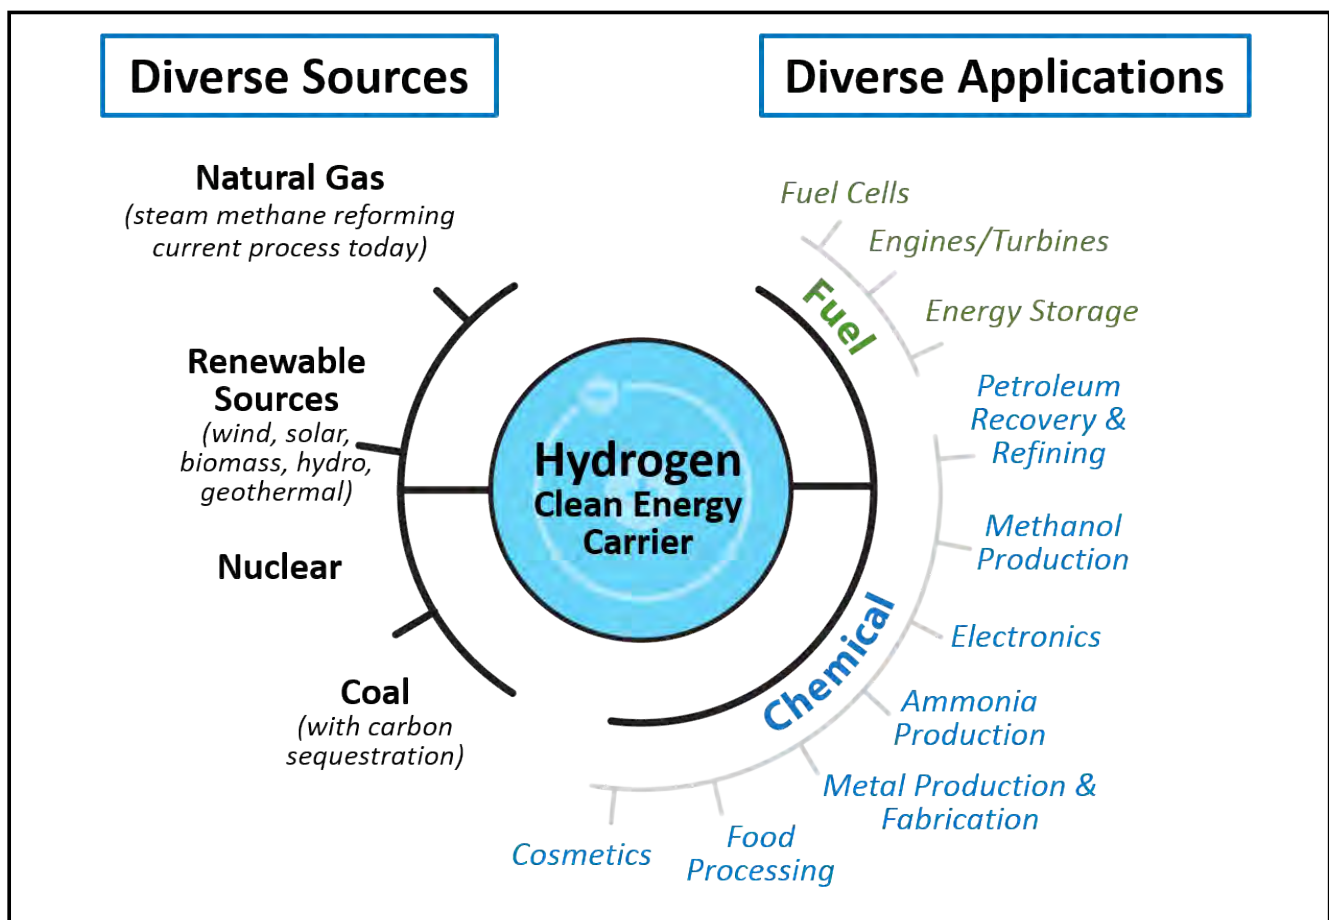 Diverse Sources
Diverse Applications
Natural Gas
(steam methane reforming
current process today)
Renewable
Sources
(wind, solar,
biomass, hydro,
geothermal)
Nuclear
Coal
(with carbon
sequestration)
Hydrogen
Clean Energy
Carrier
Fuel
Fuel Cells
Engines/Turbines
Energy Storage
Chemical
Petroleum
Recovery &
Refining
Methanol
Production
Electronics
Ammonia
Production
Metal Production &
Fabrication
Food
Processing
Cosmetics